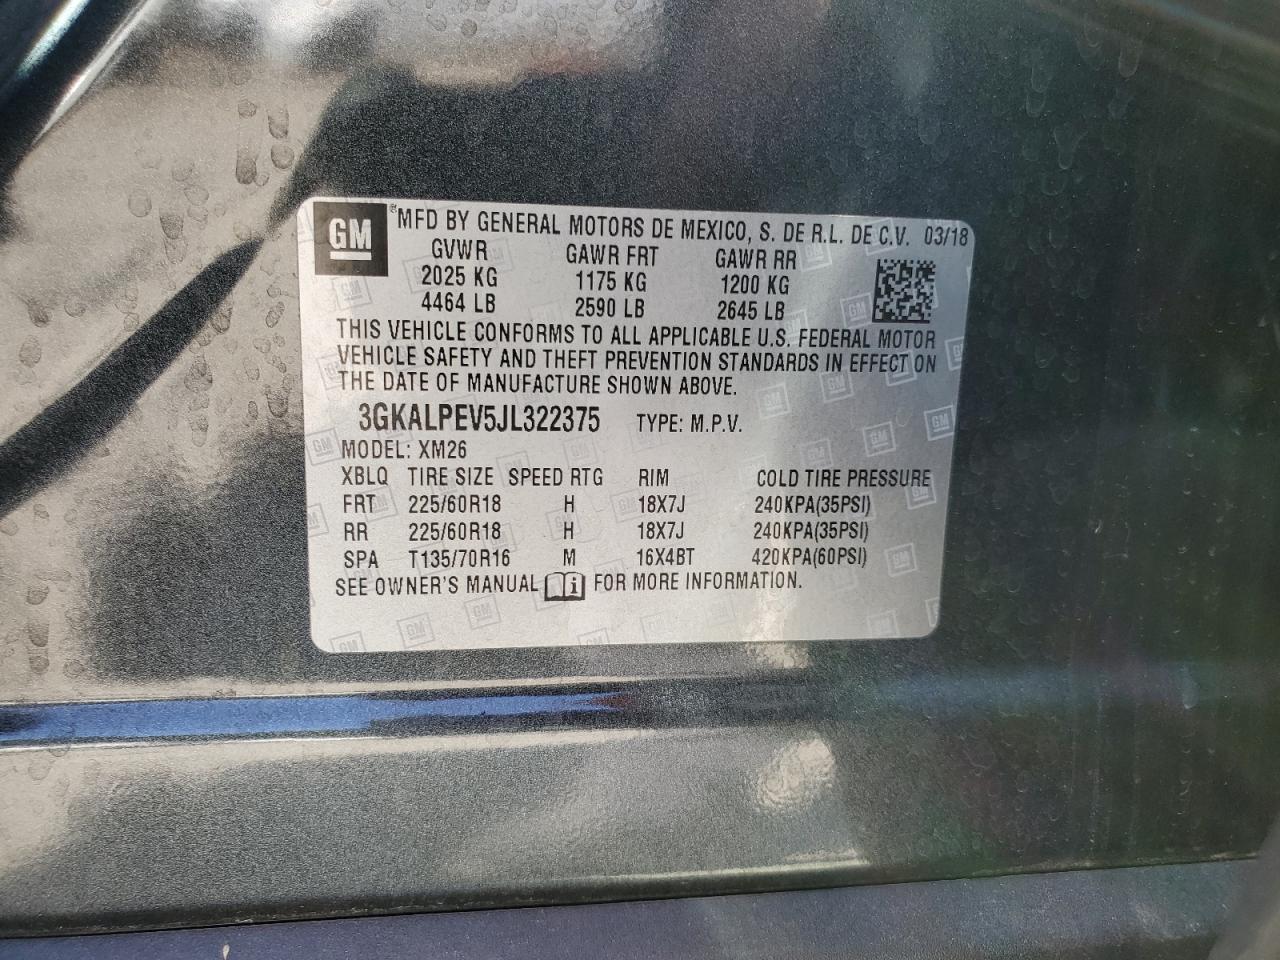 GM
® MFD BY GENERAL MOTORS DE MEXICO, S. DE R.L. DE C.V. 03/18
GVWR GAWR FRT GAWR RR
2025 KG 1175 KG 1200 KG
4464 LB 2590 LB 2645 LB
THIS VEHICLE CONFORMS TO ALL APPLICABLE U.S. FEDERAL MOTOR
VEHICLE SAFETY AND THEFT PREVENTION STANDARDS IN EFFECT ON
THE DATE OF MANUFACTURE SHOWN ABOVE.
3GKALPEV5JL322375 TYPE: M.P.V.
MODEL: XM26
XBLQ TIRE SIZE SPEED RTG RIM COLD TIRE PRESSURE
FRT 225/60R18 H 18X7J 240KPA(35PSI)
RR 225/60R18 H 18X7J 240KPA(35PSI)
SPA T135/70R16 M 16X4BT 420KPA(60PSI)
SEE OWNER'S MANUAL i FOR MORE INFORMATION.